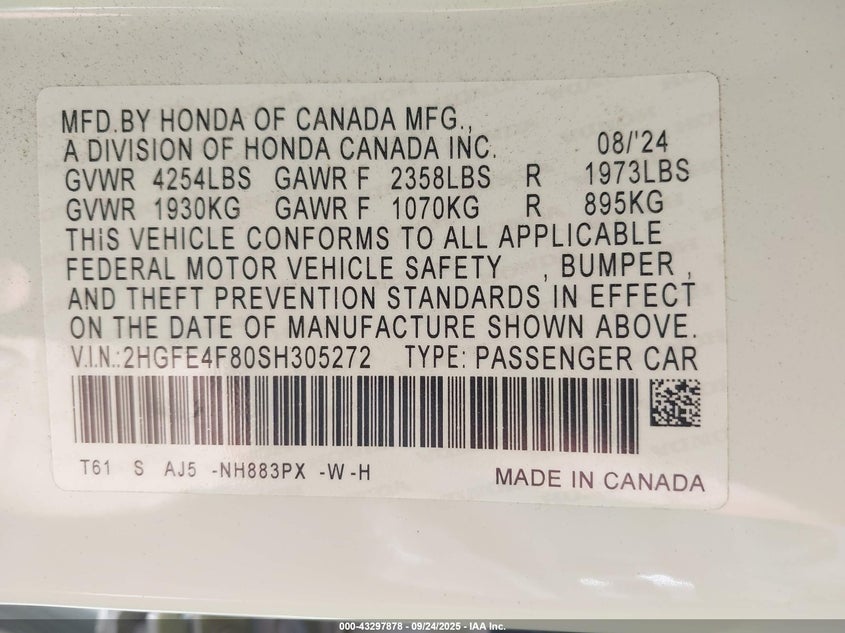 MFD.BY HONDA OF CANADA MFG.,
A DIVISION OF HONDA CANADA INC. 08/'24
GVWR 4254LBS GAWR F 2358LBS R 1973LBS
GVWR 1930KG GAWR F 1070KG R 895KG
THiS VEHICLE CONFORMS TO ALL APPLICABLE
FEDERAL MOTOR VEHICLE SAFETY , BUMPER ,
AND THEFT PREVENTION STANDARDS IN EFFECT
ON THE DATE OF MANUFACTURE SHOWN ABOVE.
V.I.N.:2HGFE4F80SH305272 TYPE: PASSENGER CAR
T61 S AJ5 -NH883PX -W -H MADE IN CANADA
000-43297878 - 09/24/2025 - IAA Inc.